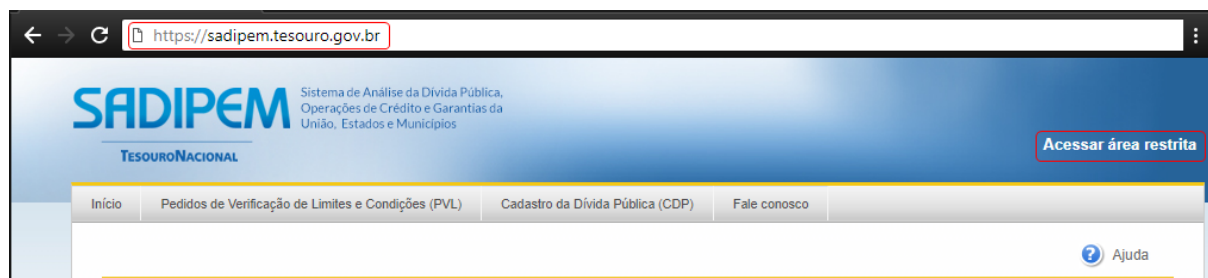 https://sadipem.tesouro.gov.br
SADIPEM
Sistema de Análise da Dívida Pública,
Operações de Crédito e Garantias da
União, Estados e Municípios
TESOURONACIONAL
Acessar área restrita
Início Pedidos de Verificação de Limites e Condições (PVL) Cadastro da Dívida Pública (CDP) Fale conosco
? Ajuda